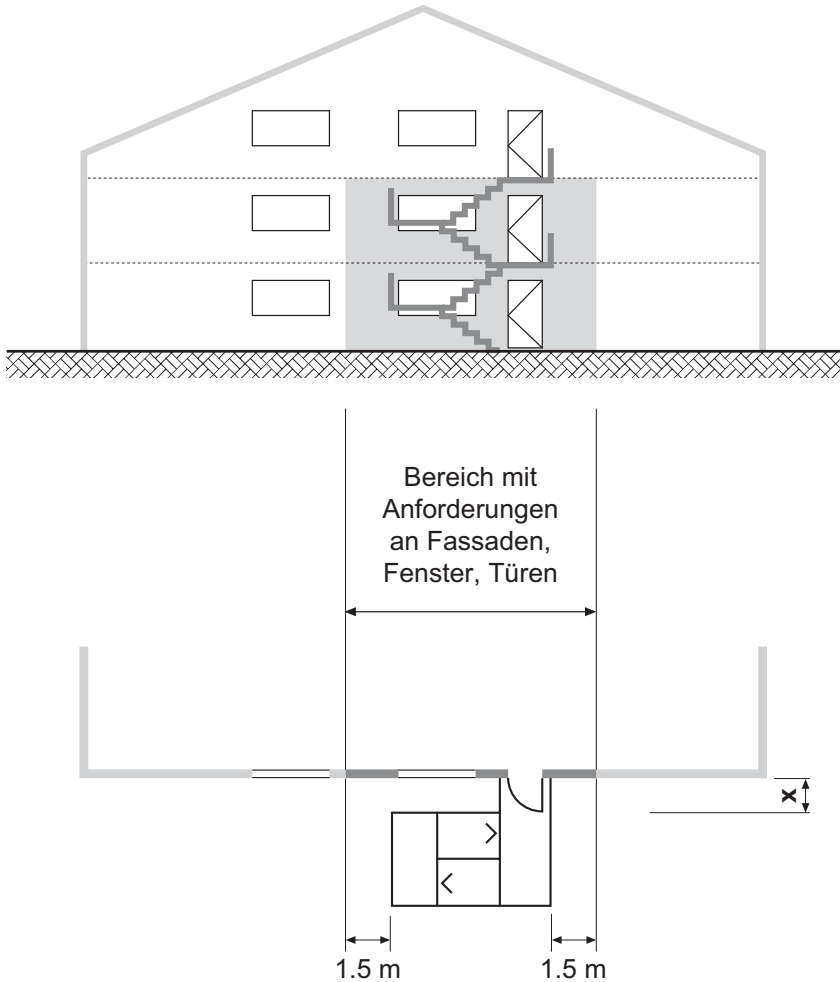 Bereich mit
Anforderungen
an Fassaden,
Fenster, Türen
x
1.5 m
1.5 m